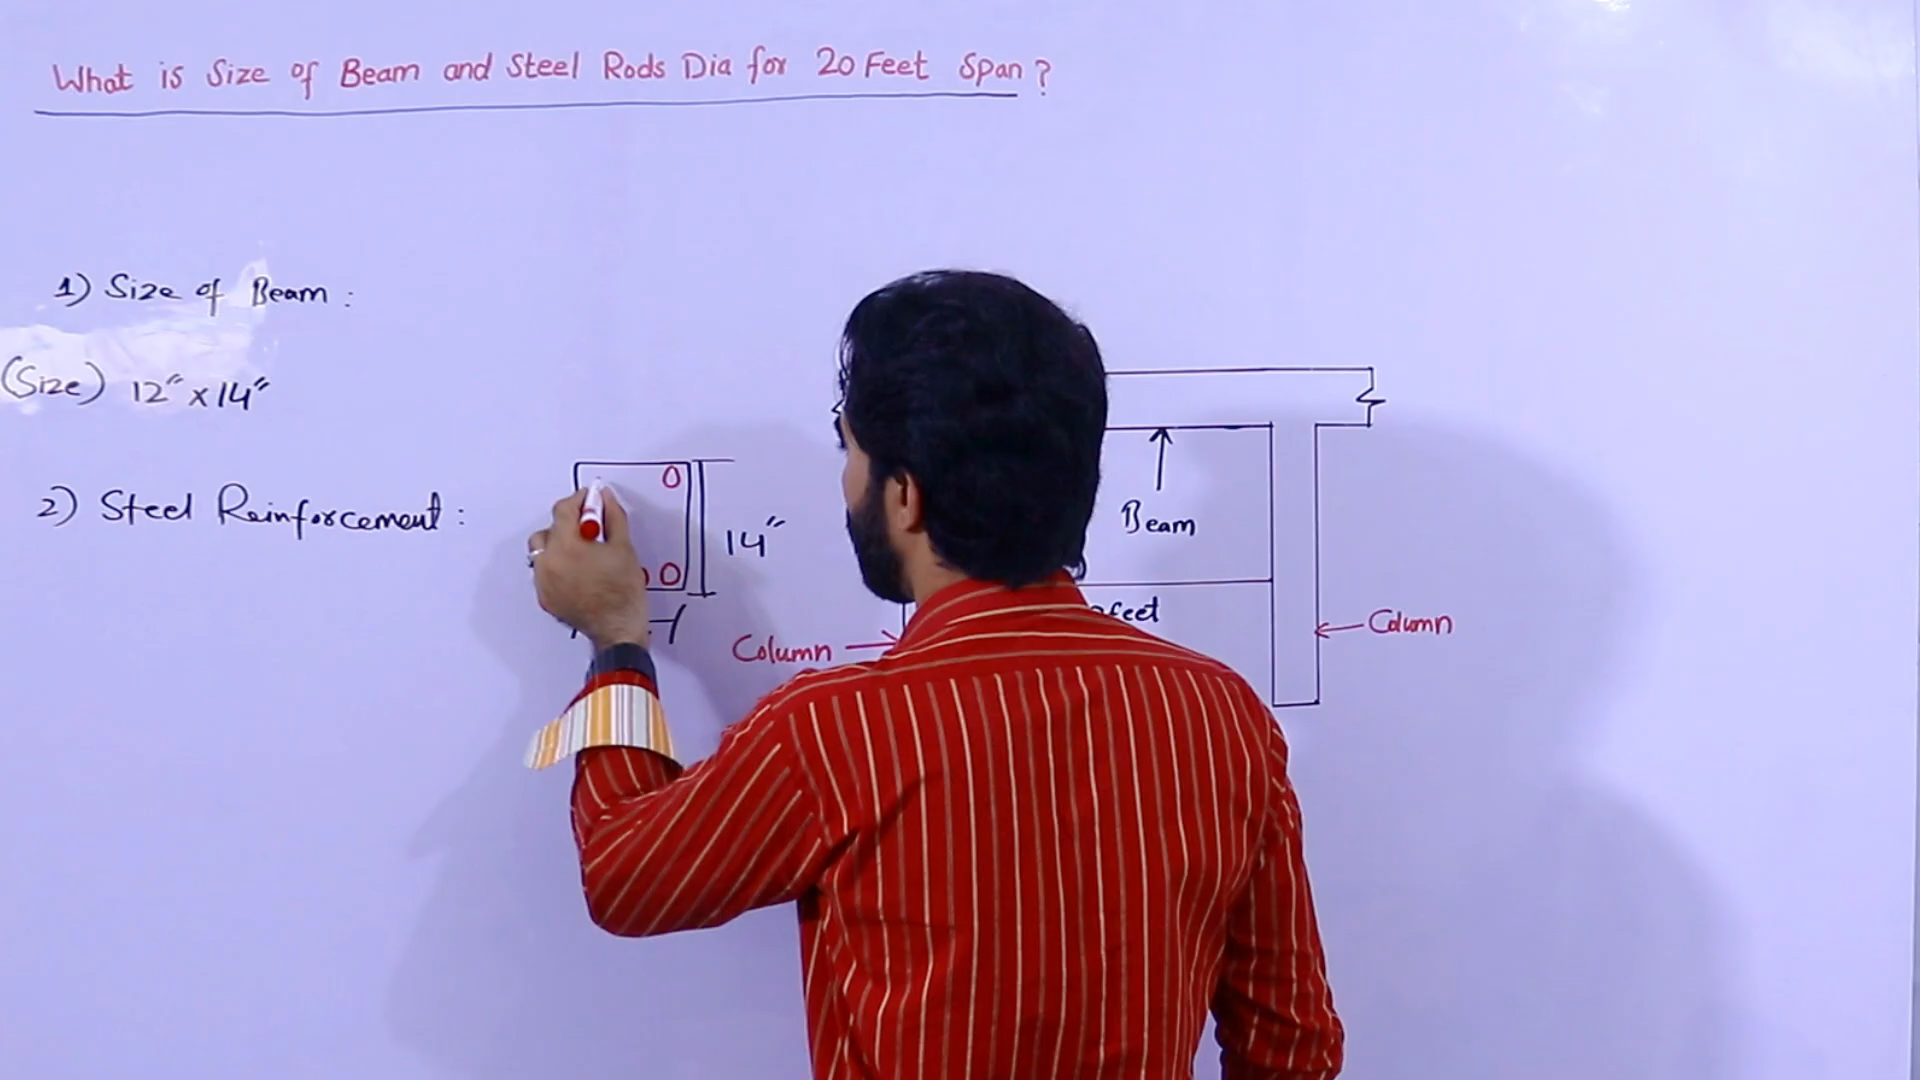 What is Size of Beam and Steel Rods Dia for 20 Feet Span ?
1) Size of Beam :
(Size) 12" x 14"
2) Steel Reinforcement :
14"
Beam
feet
Column
Column